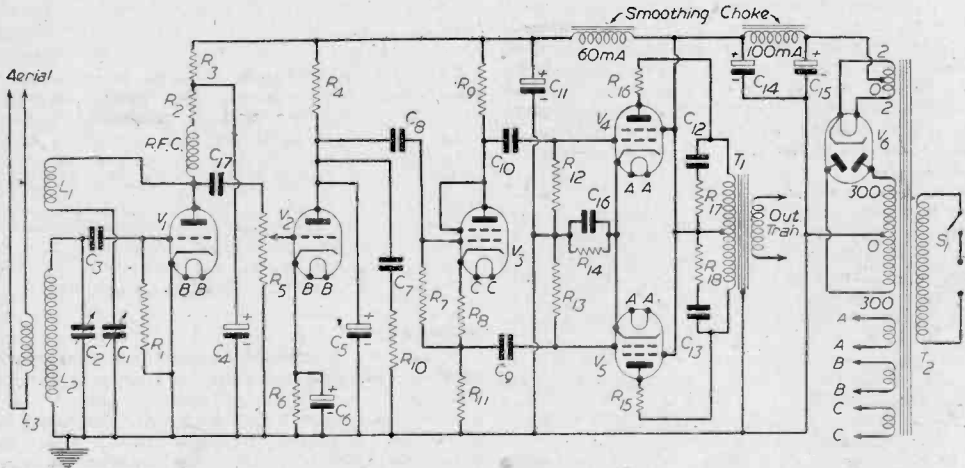 Smoothing Choke
60mA
100mA
Aerial
R3
R2
R.F.C.
C17
L1
V1
C3
B B
C2
C1
R1
L2
L3
C4
R5
R4
V2
B B
R6
C6
C5
C7
R10
C8
R7
R9
V3
C C
R8
R11
C10
C9
C11
R12
C16
R14
R13
R16
V4
A A
A A
V5
R15
C12
R17
R18
C13
T1
Out Tran.
C14
C15
2
0
2
V6
300
0
300
S1
T2
A
A
B
B
C
C